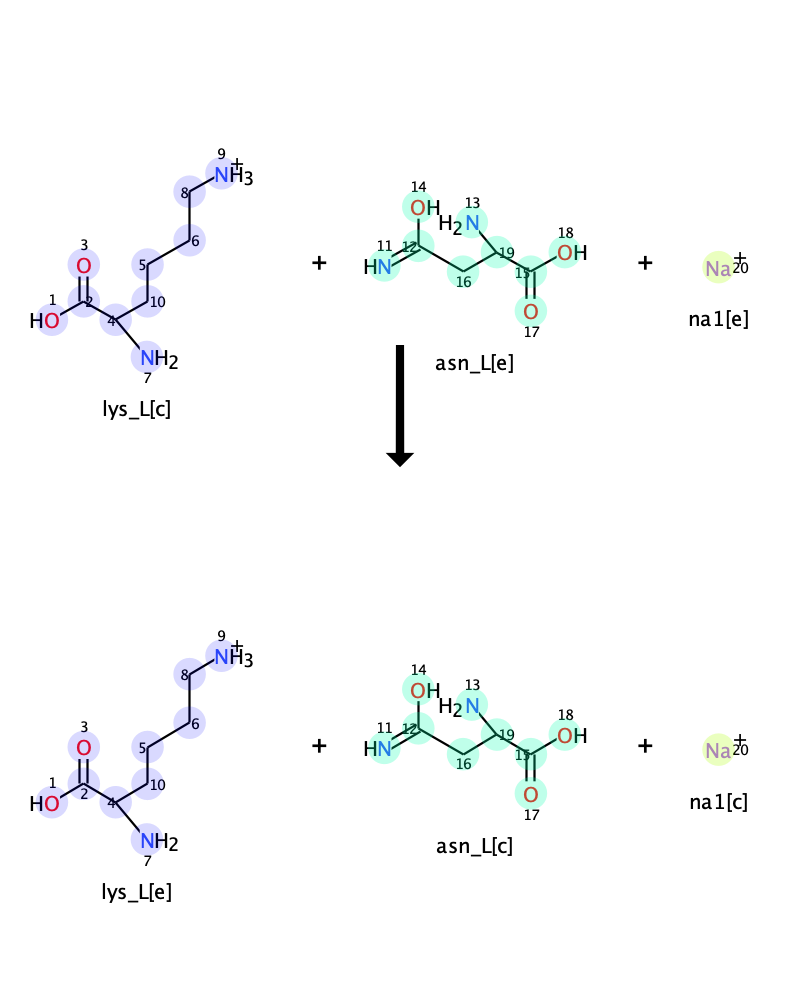 9
NH3+
8
14
OH
13
H2N
18
OH
3
O
6
11
HN
12
19
15
+
+
Na+
20
5
16
1
HO
2
10
4
O
17
na1[e]
NH2
7
asn_L[e]
lys_L[c]
9
NH3+
8
14
OH
13
H2N
18
OH
3
O
6
11
HN
12
19
15
+
+
Na+
20
5
16
1
HO
2
10
4
O
17
na1[c]
NH2
7
asn_L[c]
lys_L[e]